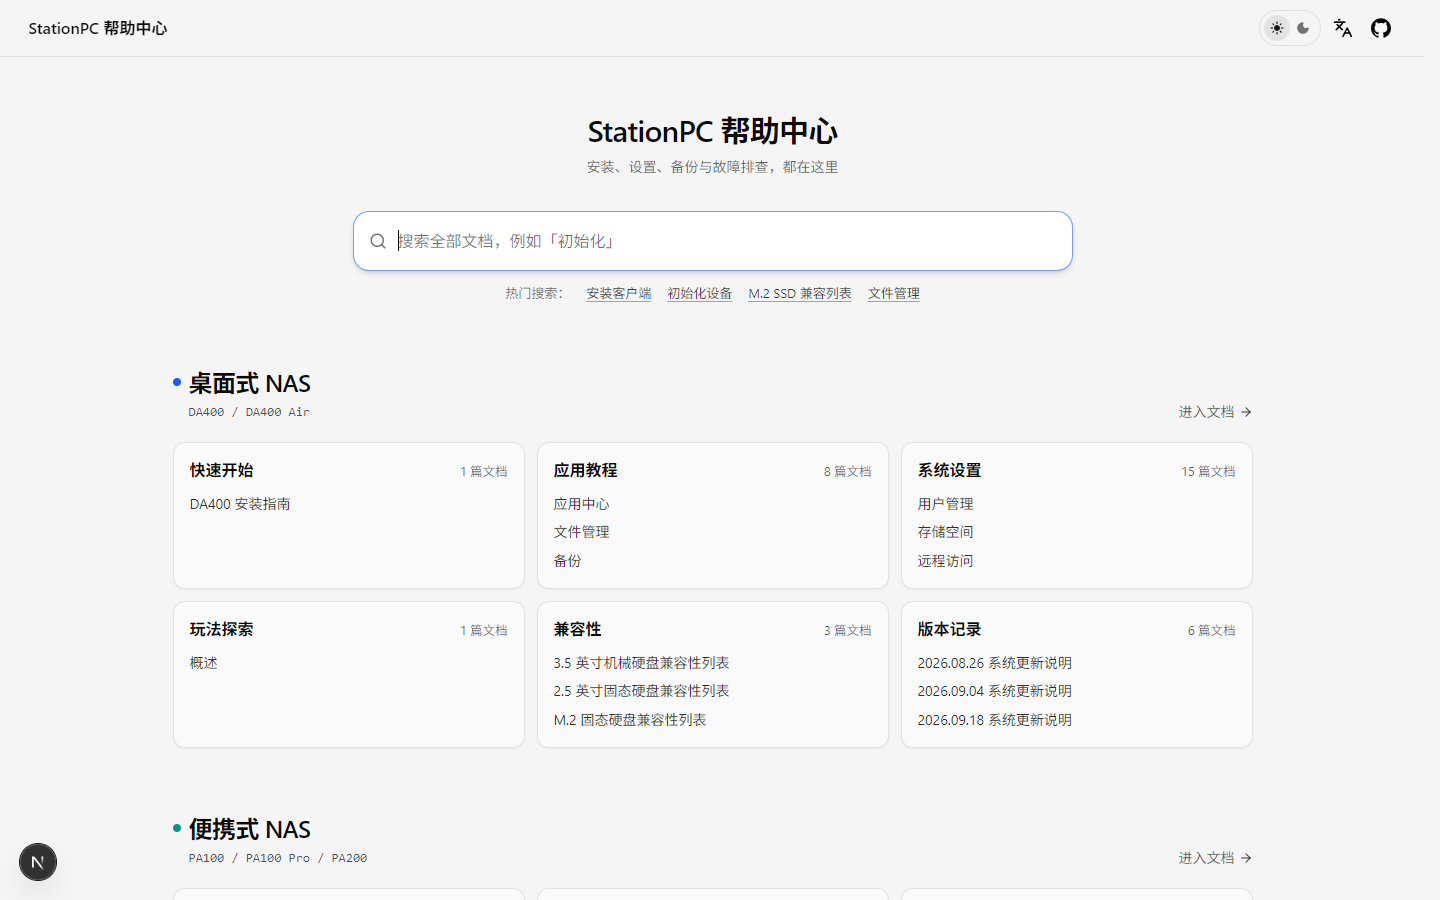 StationPC 帮助中心
StationPC 帮助中心
安装、设置、备份与故障排查，都在这里
搜索全部文档，例如「初始化」
热门搜索： 安装客户端 初始化设备 M.2 SSD 兼容列表 文件管理
桌面式 NAS
DA400 / DA400 Air
进入文档 →
快速开始 1 篇文档
DA400 安装指南
应用教程 8 篇文档
应用中心
文件管理
备份
系统设置 15 篇文档
用户管理
存储空间
远程访问
玩法探索 1 篇文档
概述
兼容性 3 篇文档
3.5 英寸机械硬盘兼容性列表
2.5 英寸固态硬盘兼容性列表
M.2 固态硬盘兼容性列表
版本记录 6 篇文档
2026.08.26 系统更新说明
2026.09.04 系统更新说明
2026.09.18 系统更新说明
便携式 NAS
PA100 / PA100 Pro / PA200
进入文档 →
N